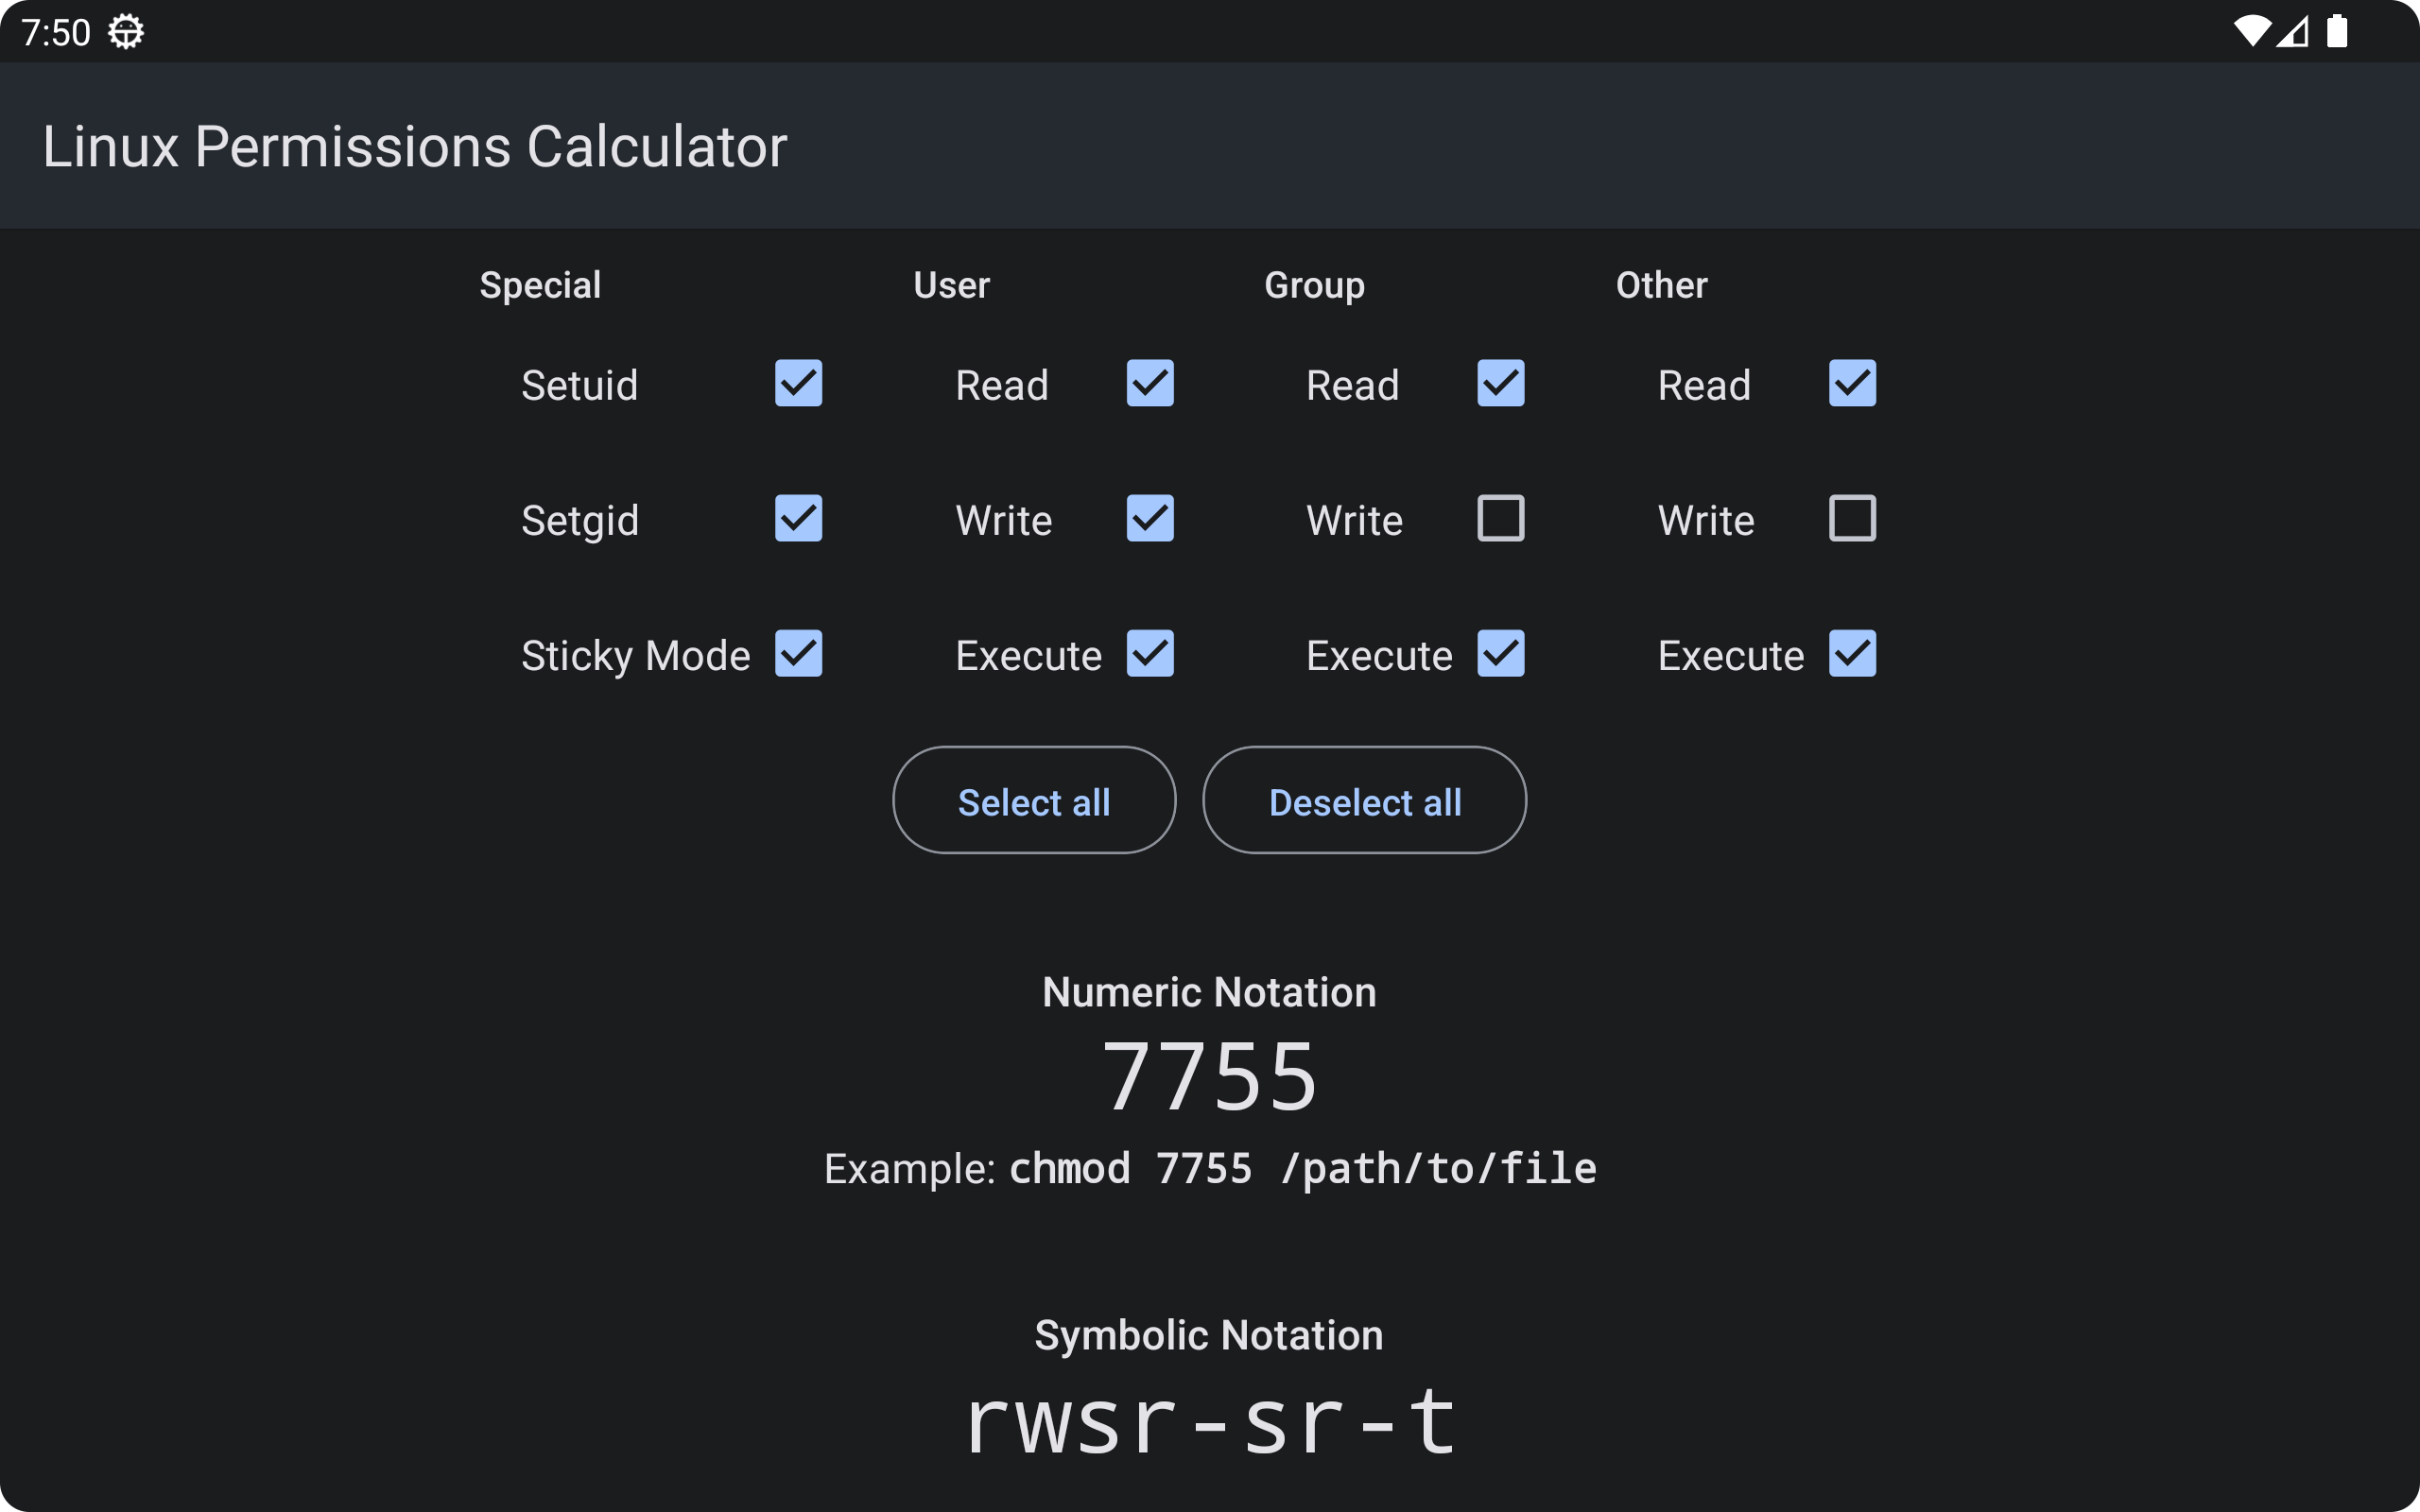 7:50
Linux Permissions Calculator
Special User Group Other
Setuid Read Read Read
Setgid Write Write Write
Sticky Mode Execute Execute Execute
Select all Deselect all
Numeric Notation
7755
Example: chmod 7755 /path/to/file
Symbolic Notation
rwsr-sr-t